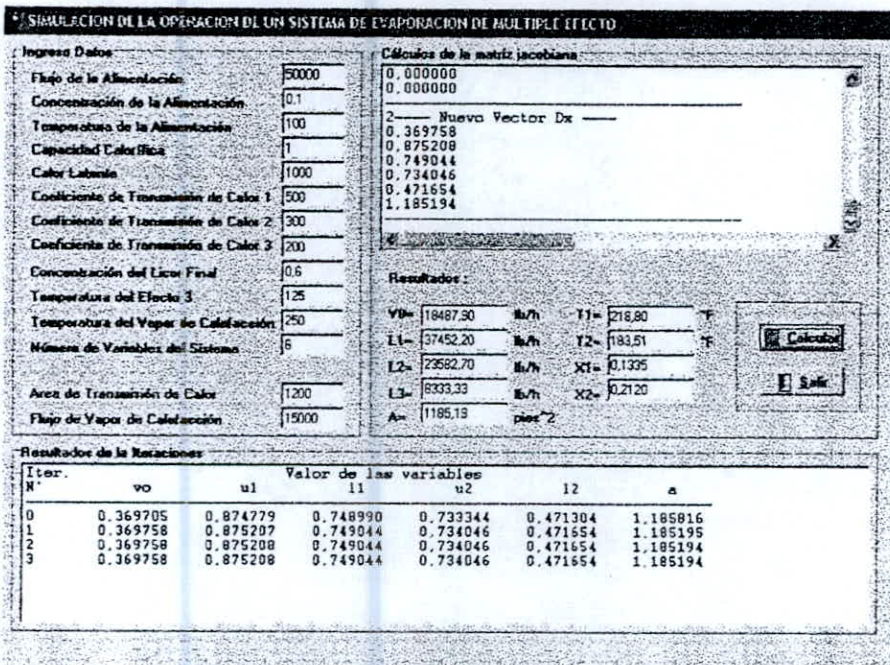 SIMULACION DE LA OPERACION DE UN SISTEMA DE EVAPORACION DE MULTIPLE EFECTO
Ingreso Datos
Flujo de la Alimentación 50000
Concentración de la Alimentación 0,1
Temperatura de la Alimentación 100
Capacidad Calorífica 1
Calor Latente 1000
Coeficiente de Transmisión de Calor 1 500
Coeficiente de Transmisión de Calor 2 300
Coeficiente de Transmisión de Calor 3 200
Concentración del Licor Final 0,6
Temperatura del Efecto 3 125
Temperatura del Vapor de Calefacción 250
Número de Variables del Sistema 6
Area de Transmisión de Calor 1200
Flujo de Vapor de Calefacción 15000
Cálculos de la matriz jacobiana
0,000000
0,000000
2---- Nuevo Vector Dx ----
0,369758
0,875208
0,749044
0,734046
0,471654
1,185194
Resultados :
V0= 18487,90 lb/h T1= 218,80 °F
L1= 37452,20 lb/h T2= 183,51 °F
L2= 23582,70 lb/h X1= 0,1335
L3= 8333,33 lb/h X2= 0,2120
A= 1185,19 pies^2
Calcular
Salir
Resultados de la Iteraciones
Iter. Valor de las variables
N° vo u1 l1 u2 l2 a
0 0,369705 0,874779 0,748990 0,733344 0,471304 1,185816
1 0,369758 0,875207 0,749044 0,734046 0,471654 1,185195
2 0,369758 0,875208 0,749044 0,734046 0,471654 1,185194
3 0,369758 0,875208 0,749044 0,734046 0,471654 1,185194